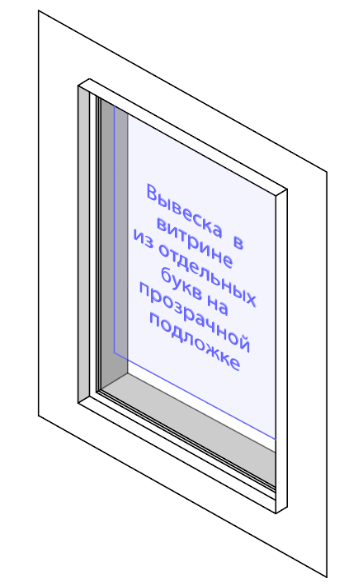 Вывеска в
витрине
из отдельных
букв на
прозрачной
подложке